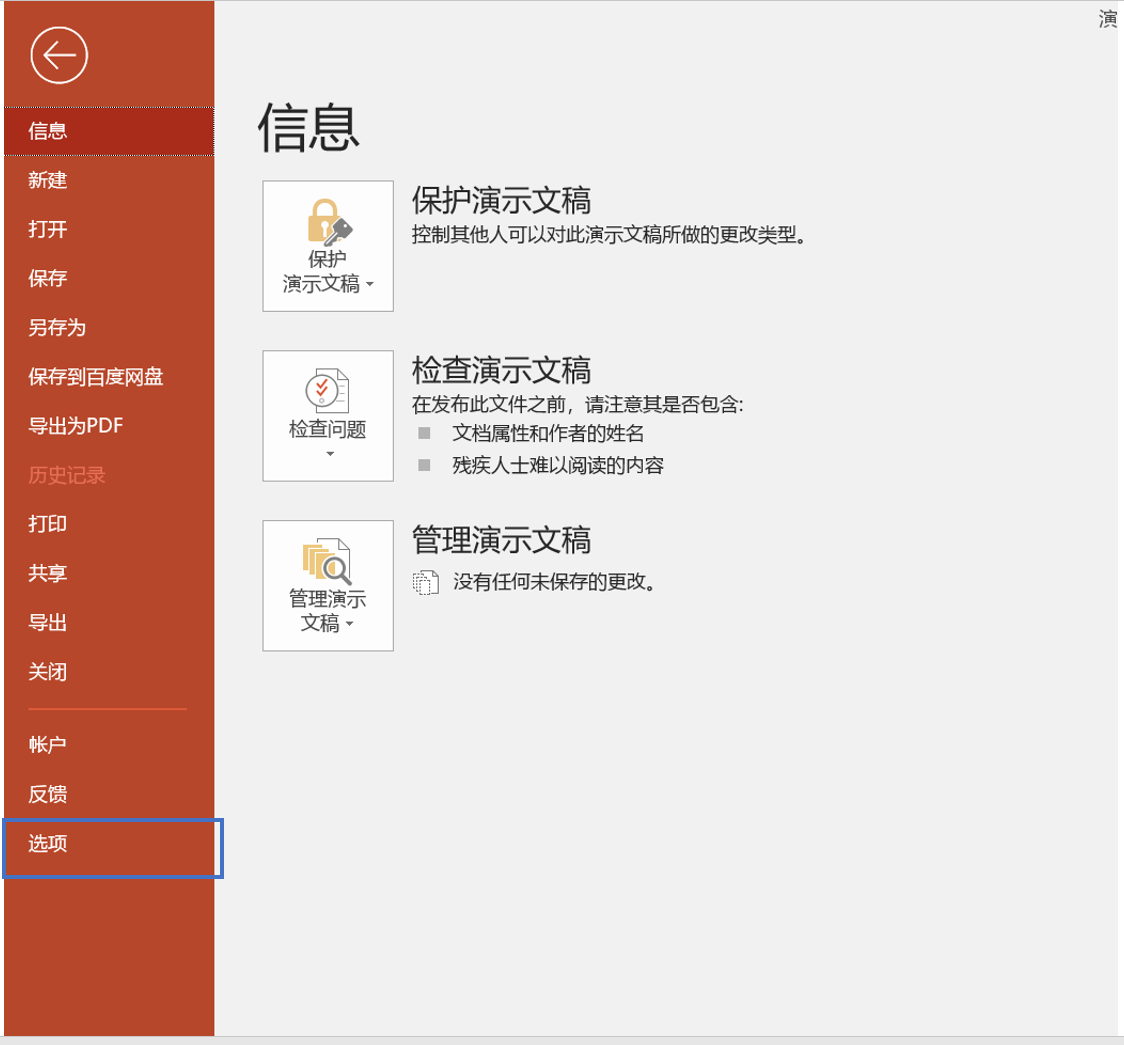 演
信息
新建
打开
保存
另存为
保存到百度网盘
导出为PDF
历史记录
打印
共享
导出
关闭
帐户
反馈
选项
信息
保护
演示文稿
保护演示文稿
控制其他人可以对此演示文稿所做的更改类型。
检查问题
检查演示文稿
在发布此文件之前，请注意其是否包含:
文档属性和作者的姓名
残疾人士难以阅读的内容
管理演示
文稿
管理演示文稿
没有任何未保存的更改。